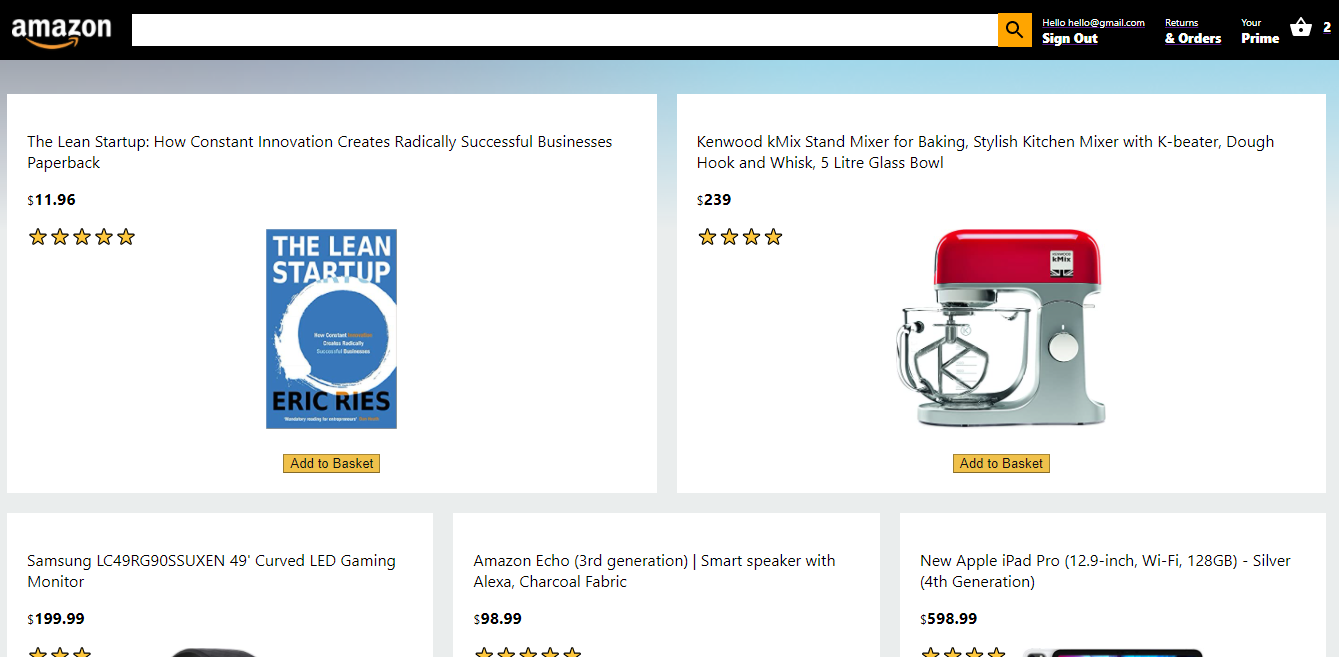 amazon
Hello hello@gmail.com
Sign Out
Returns
& Orders
Your
Prime
2
The Lean Startup: How Constant Innovation Creates Radically Successful Businesses
Paperback
$11.96
THE LEAN
STARTUP
How Constant Innovation
Creates Radically
Successful Businesses
ERIC RIES
'Mandatory reading for entrepreneurs'
Add to Basket
Kenwood kMix Stand Mixer for Baking, Stylish Kitchen Mixer with K-beater, Dough
Hook and Whisk, 5 Litre Glass Bowl
$239
KENWOOD
kMix
Add to Basket
Samsung LC49RG90SSUXEN 49' Curved LED Gaming
Monitor
$199.99
Amazon Echo (3rd generation) | Smart speaker with
Alexa, Charcoal Fabric
$98.99
New Apple iPad Pro (12.9-inch, Wi-Fi, 128GB) - Silver
(4th Generation)
$598.99